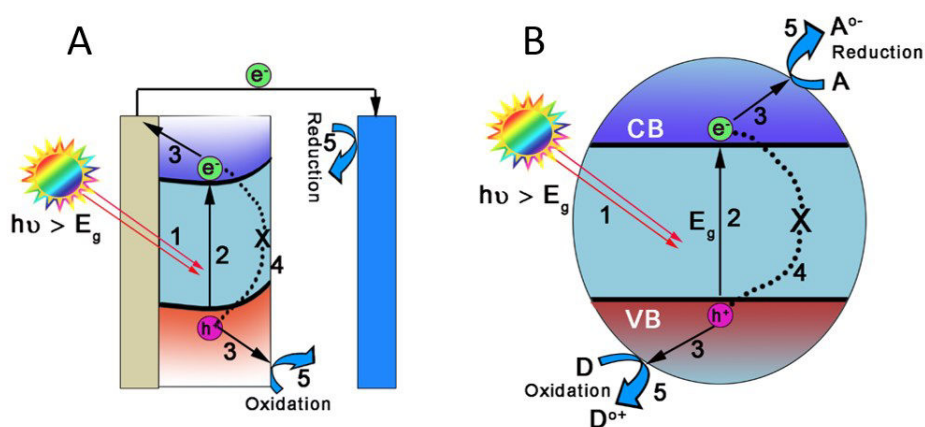 A
e-
3
e-
hυ > Eg
1
2
X
4
h+
3
5
Oxidation
5
Reduction
B
5
A°-
Reduction
A
3
CB
e-
hυ > Eg
1
Eg
2
X
4
VB
h+
3
D
Oxidation
5
D°+